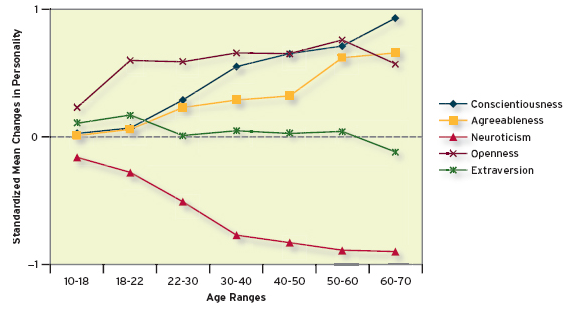 Standardized Mean Changes in Personality
1
0
–1
10-18 18-22 22-30 30-40 40-50 50-60 60-70
Age Ranges
Conscientiousness
Agreeableness
Neuroticism
Openness
Extraversion